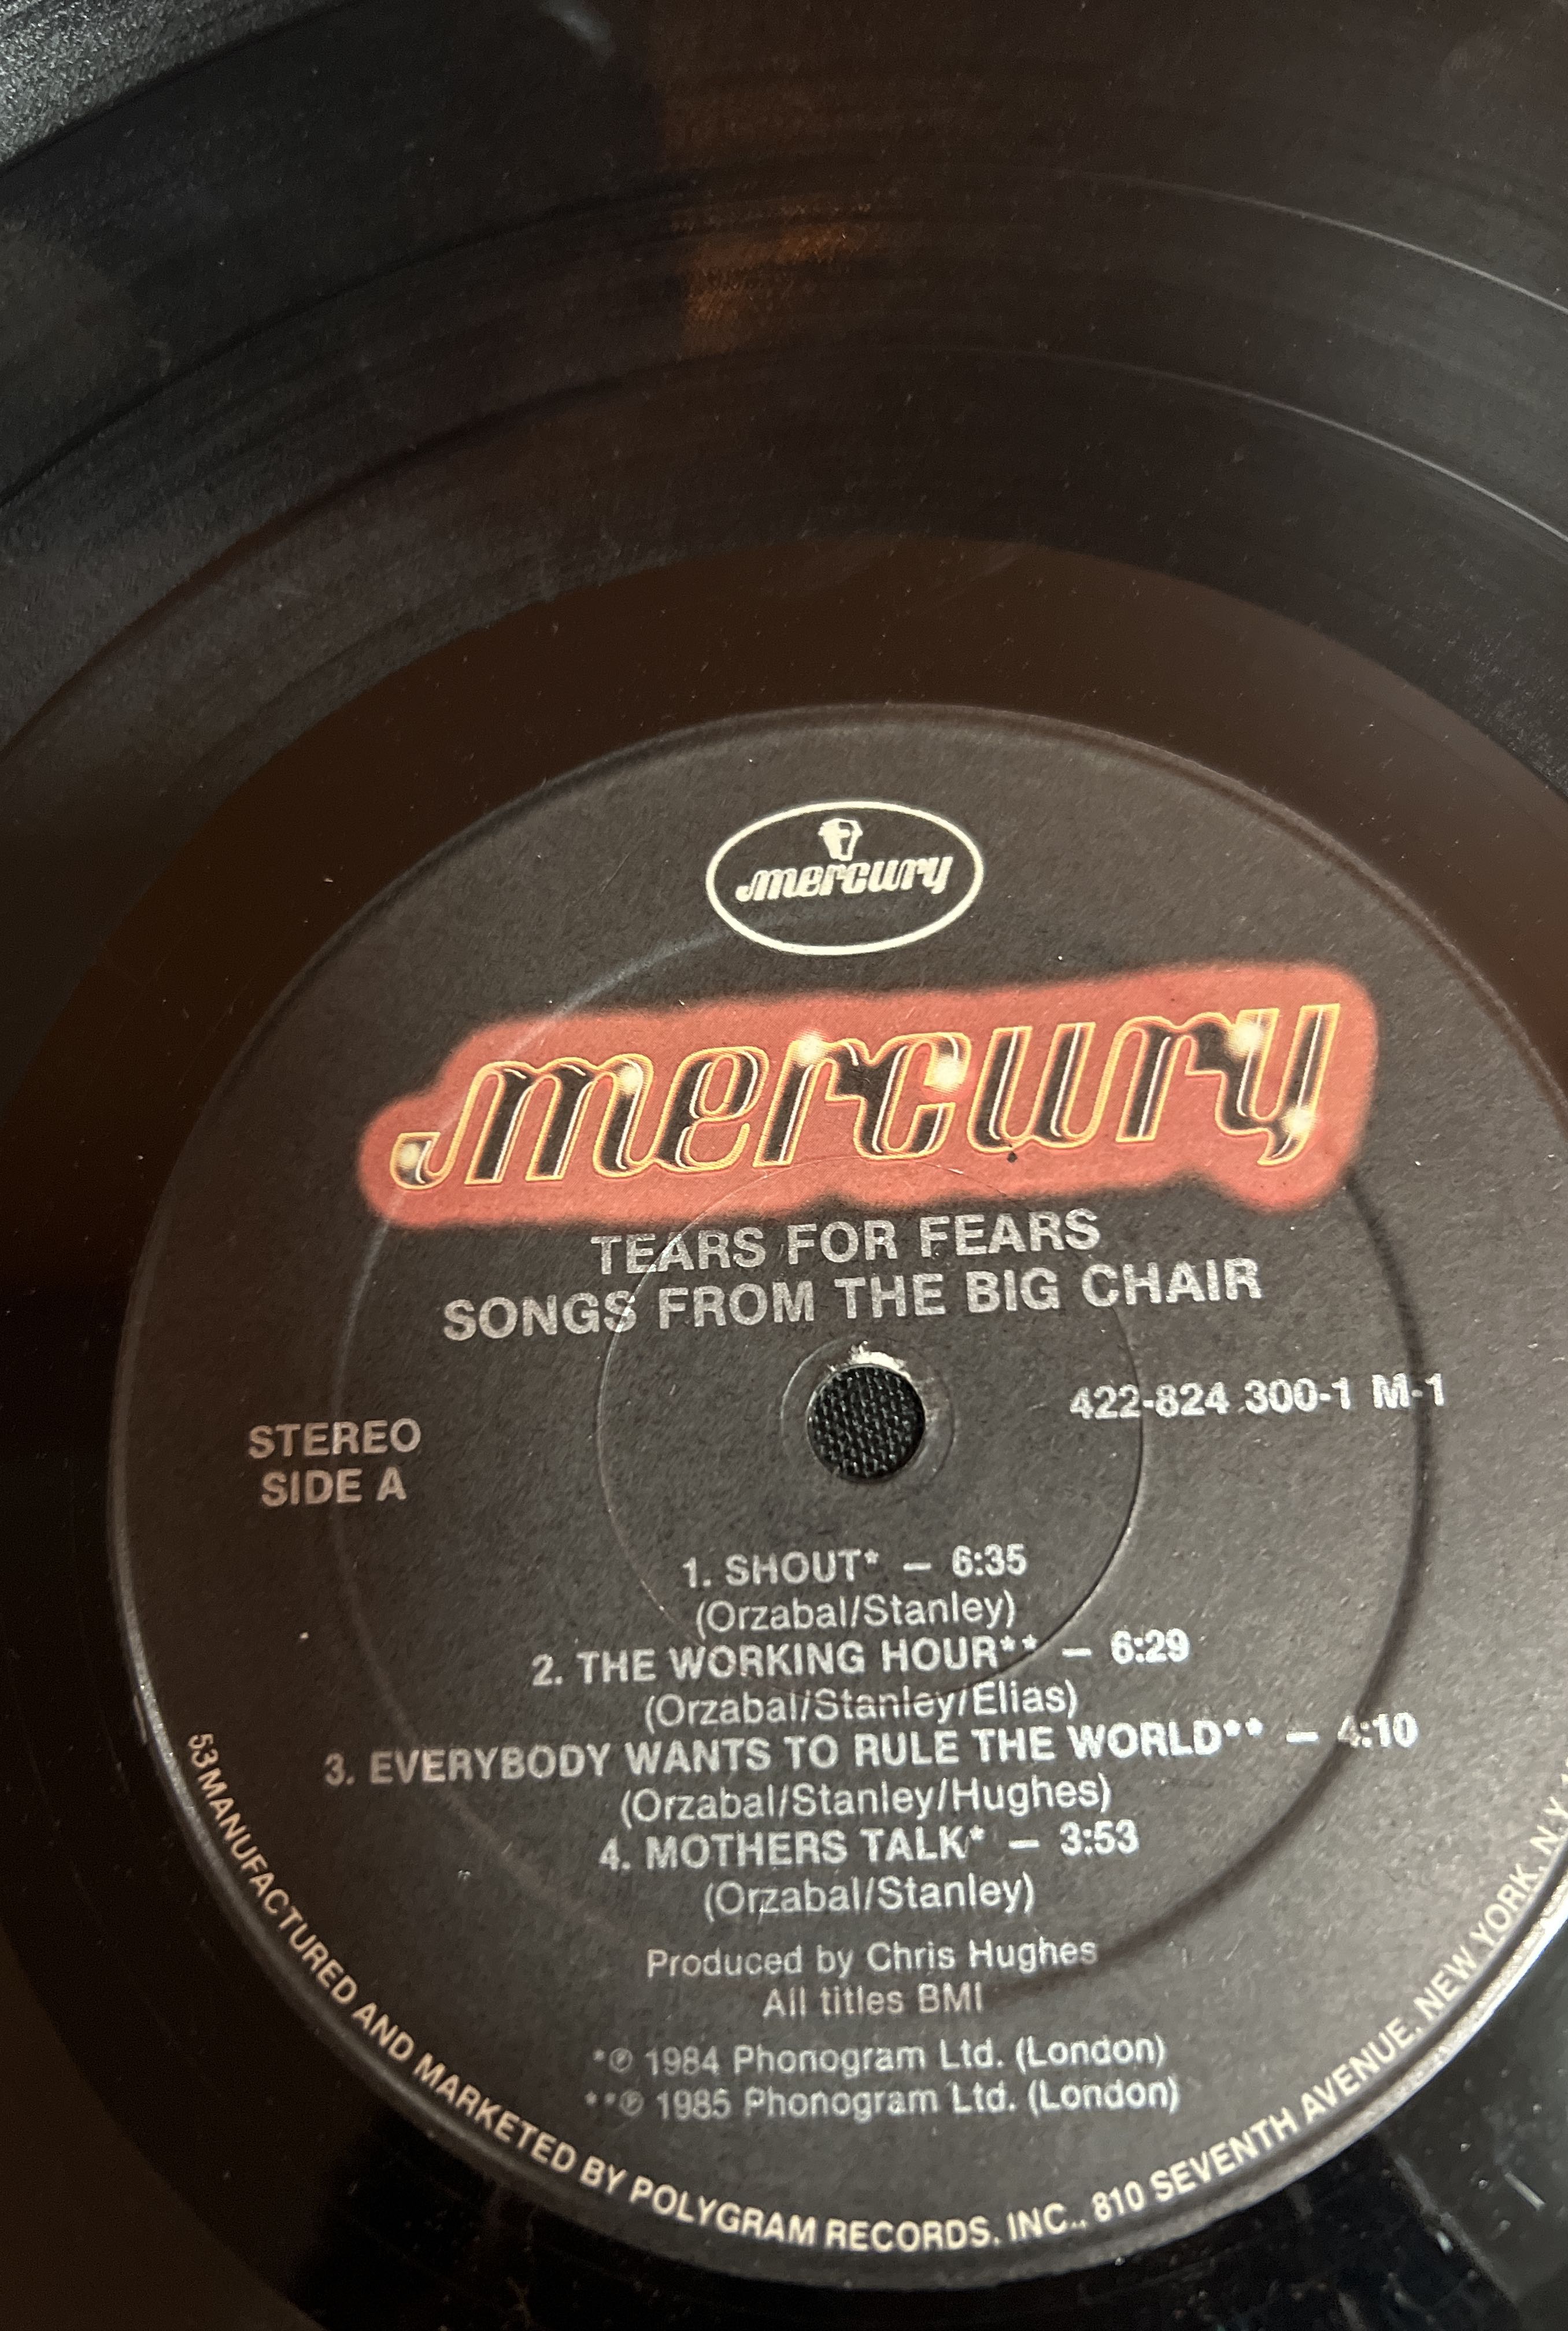 mercury
mercury
TEARS FOR FEARS
SONGS FROM THE BIG CHAIR
422-824 300-1 M-1
STEREO
SIDE A
1. SHOUT* — 6:35
(Orzabal/Stanley)
2. THE WORKING HOUR** — 6:29
(Orzabal/Stanley/Elias)
3. EVERYBODY WANTS TO RULE THE WORLD** — 4:10
(Orzabal/Stanley/Hughes)
4. MOTHERS TALK* — 3:53
(Orzabal/Stanley)
Produced by Chris Hughes
All titles BMI
*℗ 1984 Phonogram Ltd. (London)
**℗ 1985 Phonogram Ltd. (London)
53 MANUFACTURED AND MARKETED BY POLYGRAM RECORDS, INC., 810 SEVENTH AVENUE, NEW YORK, N.Y.